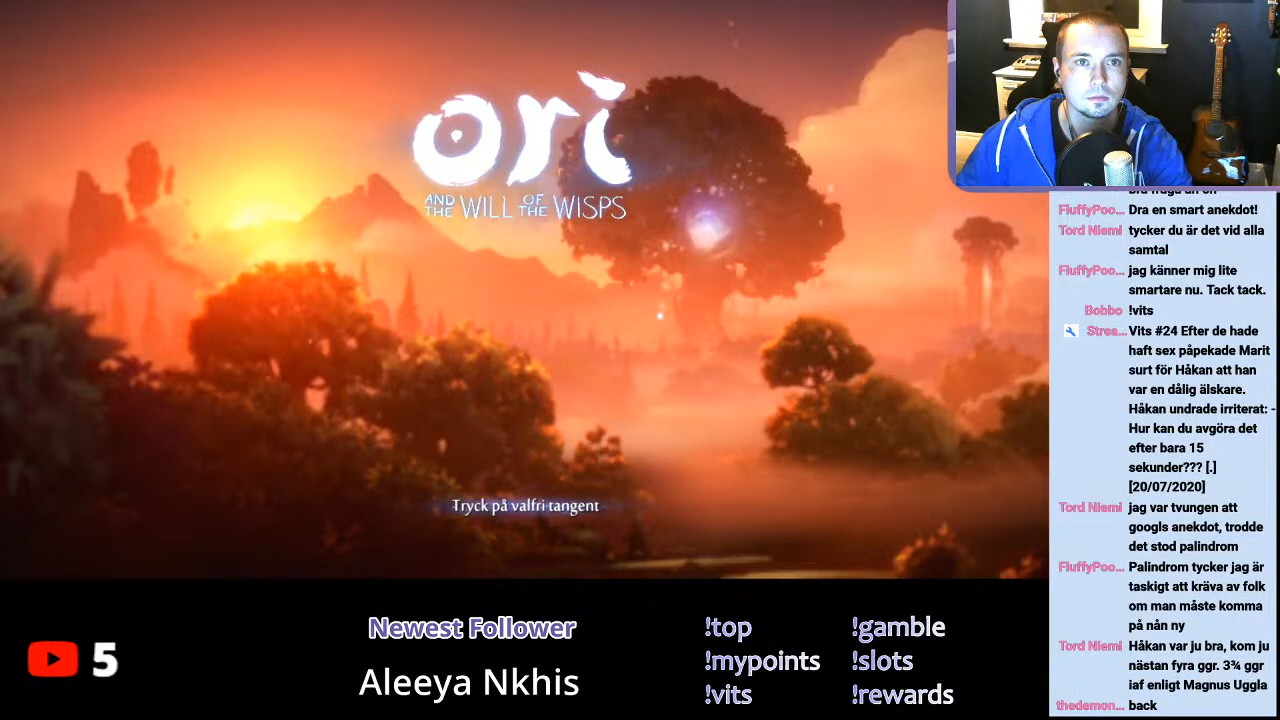 ori
AND THE WILL OF THE WISPS
Tryck på valfri tangent
5
Newest Follower
Aleeya Nkhis
!top
!mypoints
!vits
!gamble
!slots
!rewards
FluffyPoo... Dra en smart anekdot!
Tord Niemi tycker du är det vid alla
samtal
FluffyPoo... jag känner mig lite
smartare nu. Tack tack.
Bobbo !vits
Strea... Vits #24 Efter de hade
haft sex påpekade Marit
surt för Håkan att han
var en dålig älskare.
Håkan undrade irriterat: -
Hur kan du avgöra det
efter bara 15
sekunder??? [.]
[20/07/2020]
Tord Niemi jag var tvungen att
googls anekdot, trodde
det stod palindrom
FluffyPoo... Palindrom tycker jag är
taskigt att kräva av folk
om man måste komma
på nån ny
Tord Niemi Håkan var ju bra, kom ju
nästan fyra ggr. 3¾ ggr
iaf enligt Magnus Uggla
thedemon... back